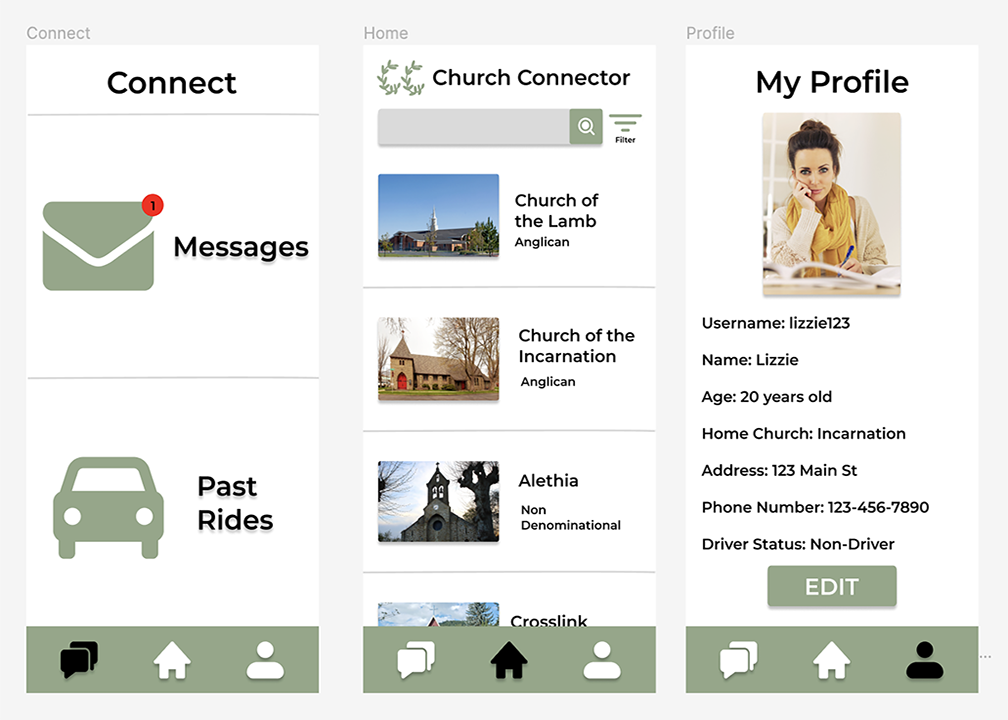 Connect
Connect
1
Messages
Past
Rides
Home
Church Connector
Filter
Church of
the Lamb
Anglican
Church of the
Incarnation
Anglican
Alethia
Non
Denominational
Crosslink
Profile
My Profile
Username: lizzie123
Name: Lizzie
Age: 20 years old
Home Church: Incarnation
Address: 123 Main St
Phone Number: 123-456-7890
Driver Status: Non-Driver
EDIT